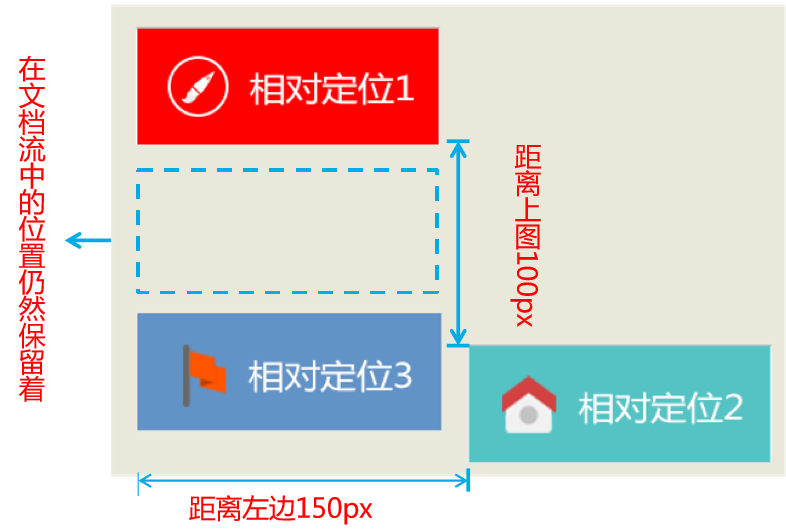 相对定位1
在文档流中的位置仍然保留着
距离上图100px
相对定位3
相对定位2
距离左边150px